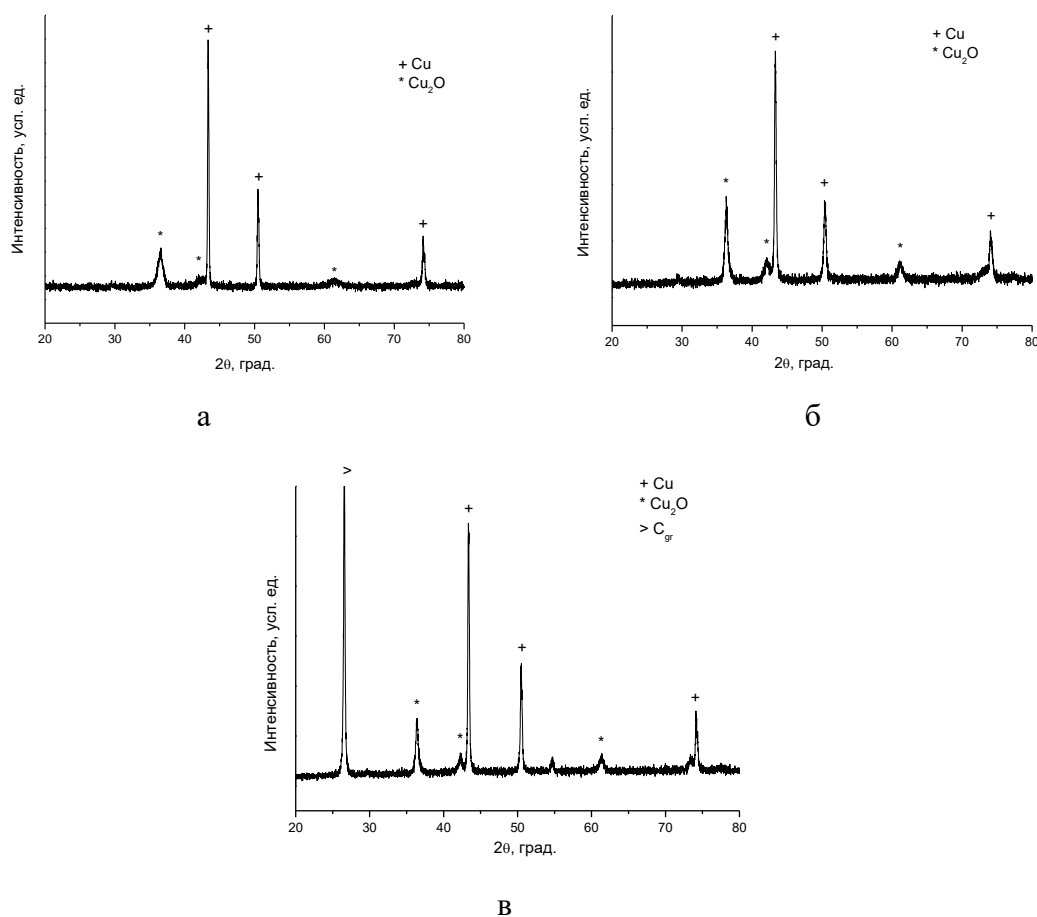 +
+ Cu
* Cu₂O
+
*
+
*
*
Интенсивность, усл. ед.
20 30 40 50 60 70 80
2θ, град.
а
+
+ Cu
* Cu₂O
*
+
*
*
+
Интенсивность, усл. ед.
20 30 40 50 60 70 80
2θ, град.
б
>
+ Cu
* Cu₂O
> C_gr
+
+
*
*
*
+
Интенсивность, усл. ед.
20 30 40 50 60 70 80
2θ, град.
в